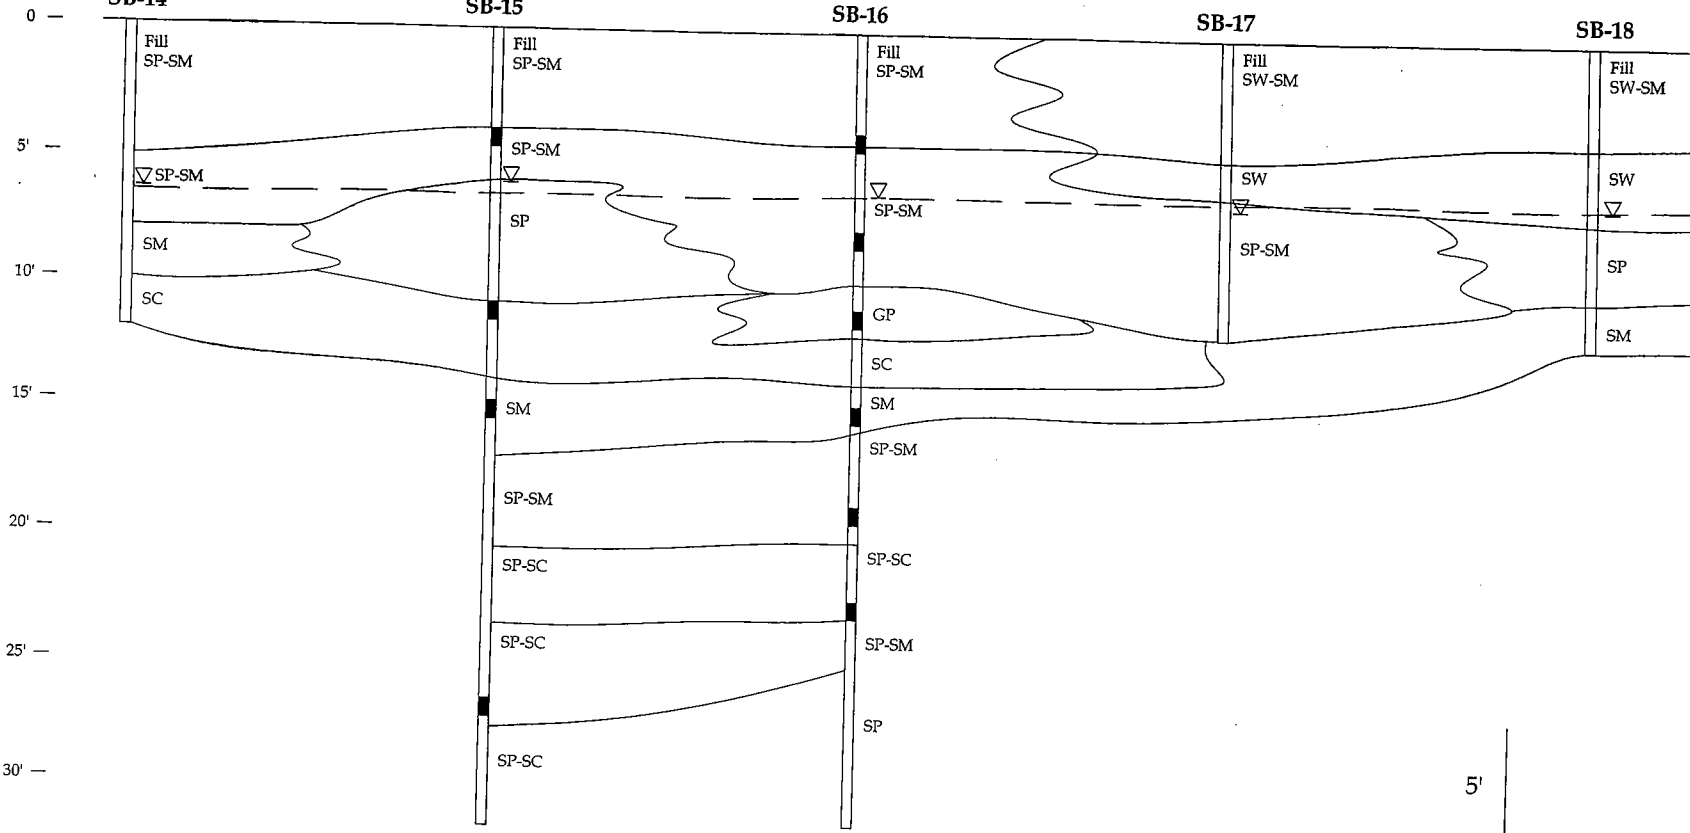 SB-14
SB-15
SB-16
SB-17
SB-18
0 —
5' —
10' —
15' —
20' —
25' —
30' —
Fill
SP-SM
SP-SM
SM
SC
Fill
SP-SM
SP-SM
SP
SM
SP-SM
SP-SC
SP-SC
SP-SC
Fill
SP-SM
SP-SM
GP
SC
SM
SP-SM
SP-SC
SP-SM
SP
Fill
SW-SM
SW
SP-SM
Fill
SW-SM
SW
SP
SM
5'